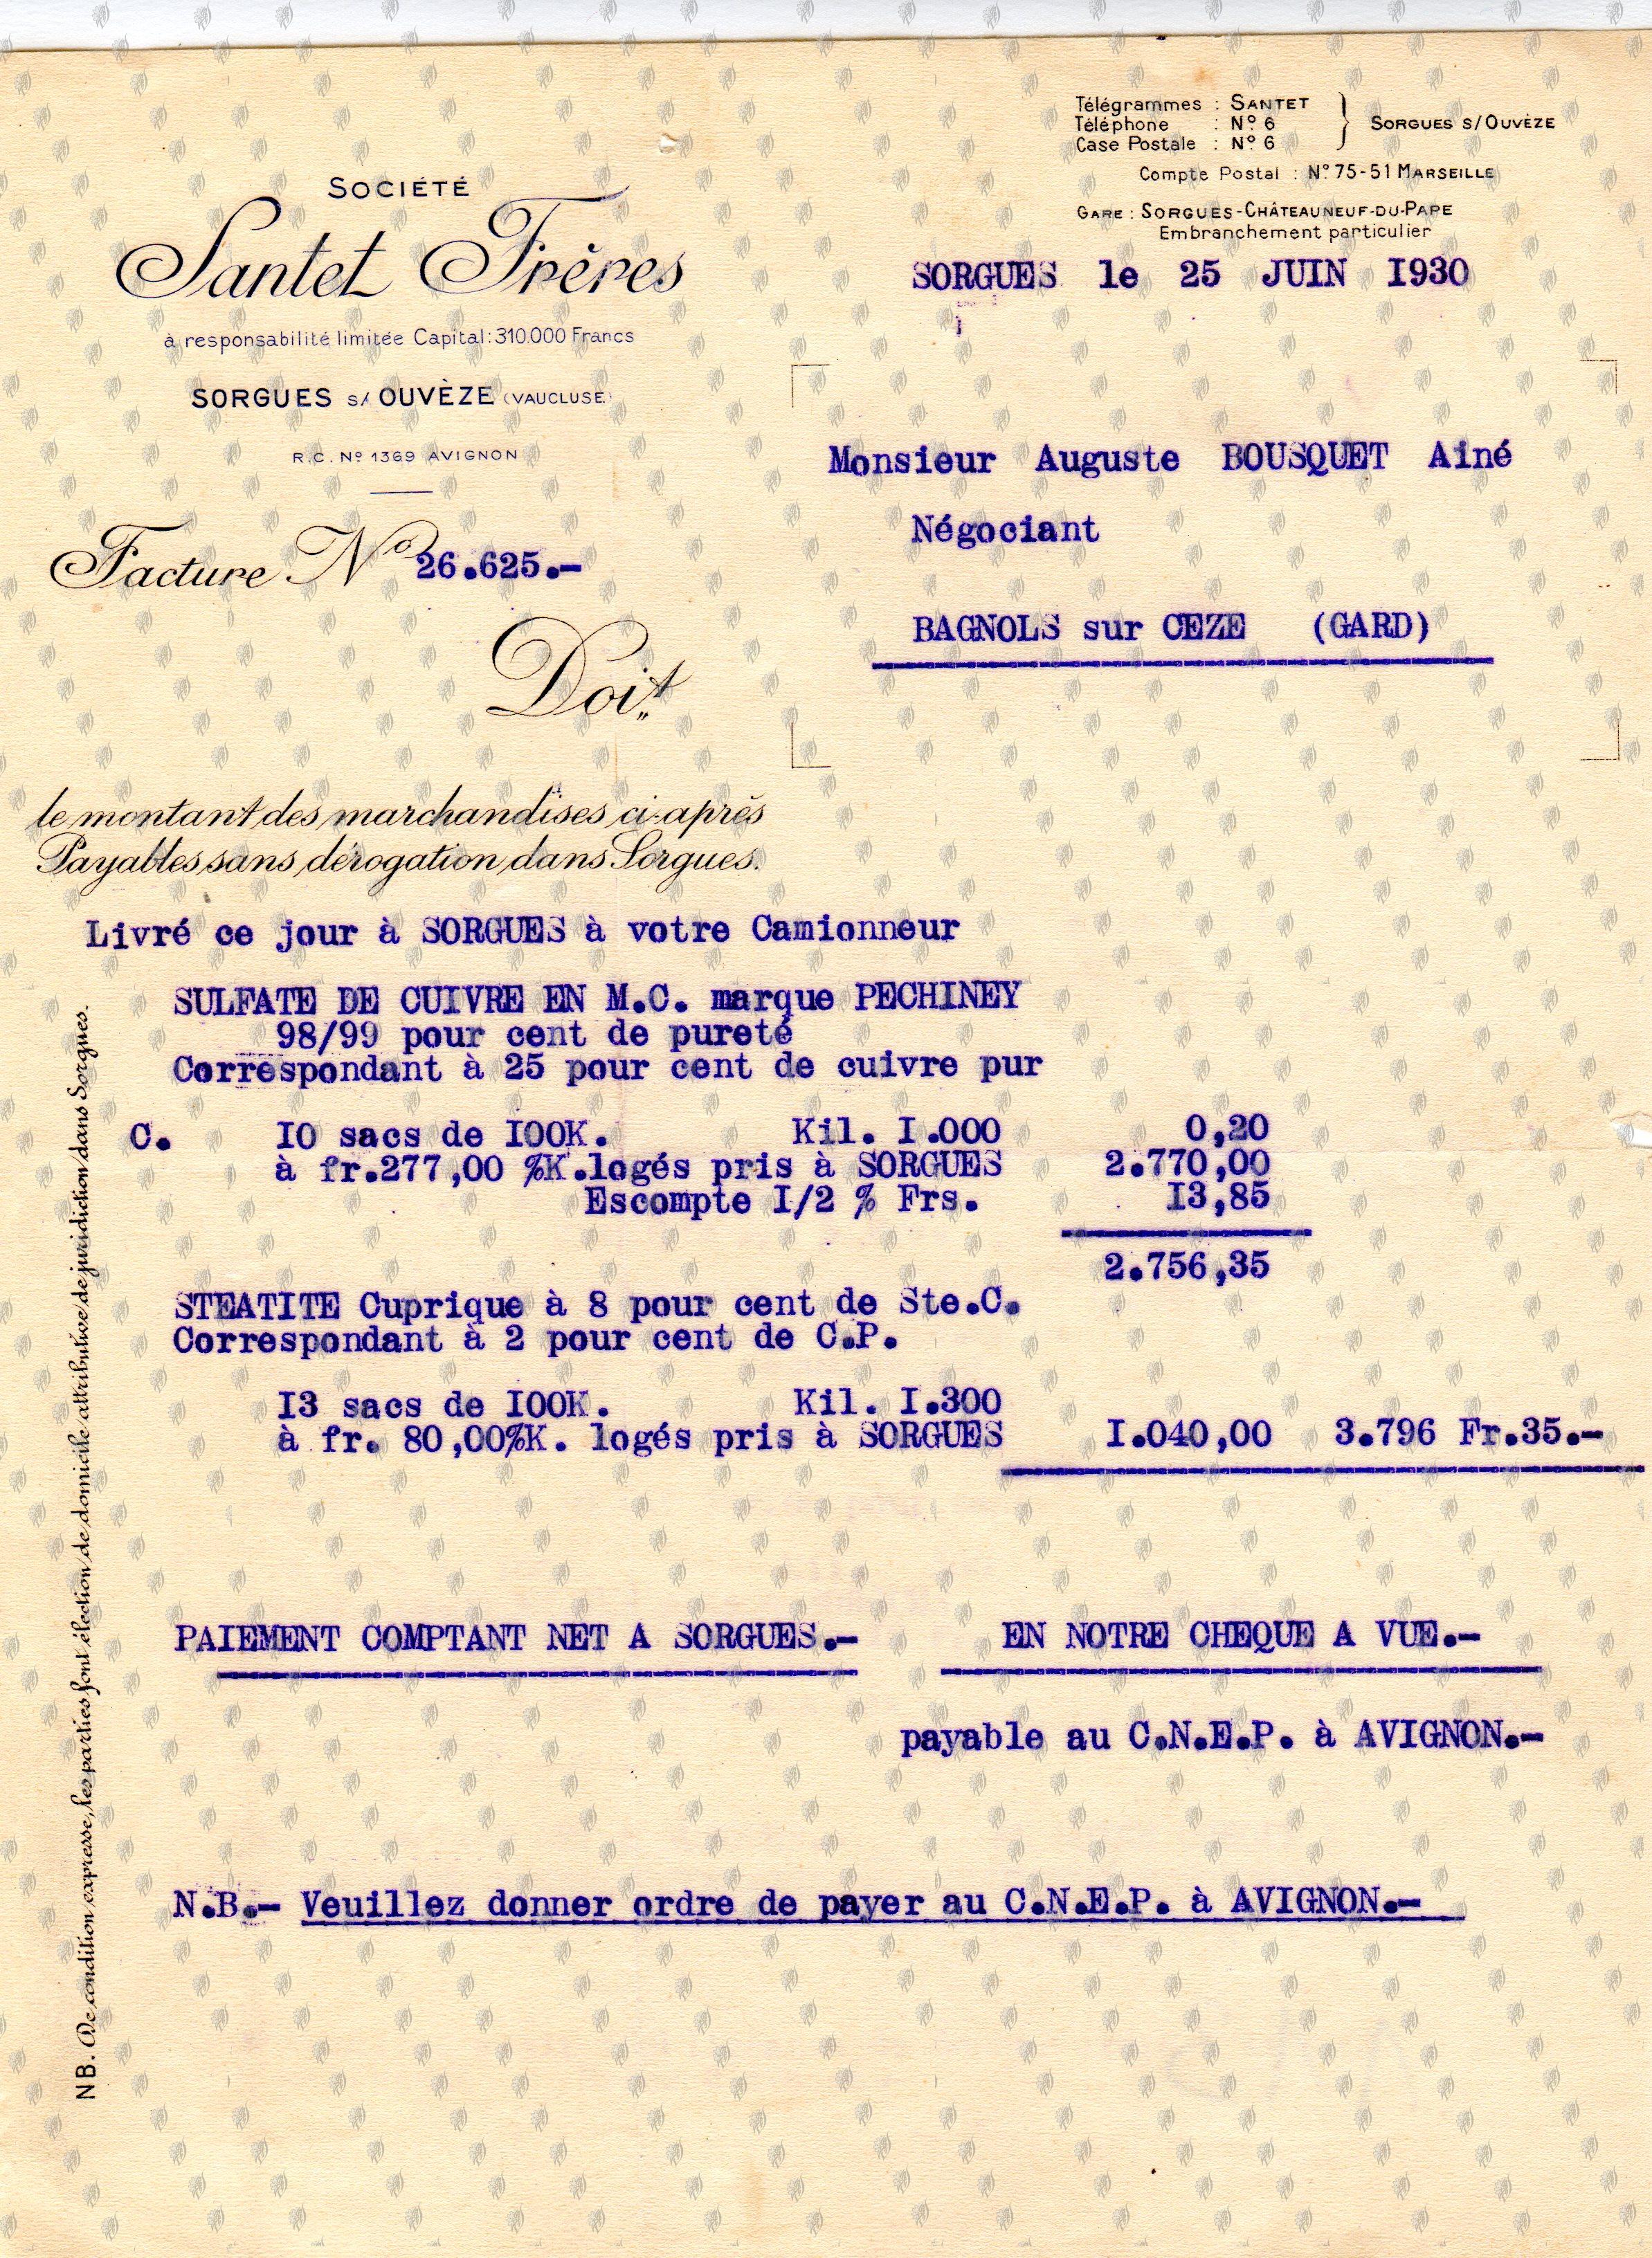 Télégrammes : SANTET
Téléphone : Nº 6
Case Postale : Nº 6
SORGUES S/OUVÈZE
Compte Postal : Nº 75-51 MARSEILLE
GARE : SORGUES-CHÂTEAUNEUF-DU-PAPE
Embranchement particulier
SOCIÉTÉ
Santet Frères
à responsabilité limitée Capital: 310.000 Francs
SORGUES S/ OUVÈZE (VAUCLUSE)
R.C. Nº 1369 AVIGNON
SORGUES le 25 JUIN I930
Monsieur Auguste BOUSQUET Ainé
Négociant
BAGNOLS sur CEZE (GARD)
Facture Nº 26.625.-
Doit
le montant des marchandises ci-après
Payables sans dérogation dans Sorgues.
Livré ce jour à SORGUES à votre Camionneur
SULFATE DE CUIVRE EN M.C. marque PECHINEY
98/99 pour cent de pureté
Correspondant à 25 pour cent de cuivre pur
C. I0 sacs de I00K. Kil. I.000 0,20
à fr.277,00 %K.logés pris à SORGUES 2.770,00
Escompte I/2 % Frs. I3,85
2.756,35
STEATITE Cuprique à 8 pour cent de Ste.C.
Correspondant à 2 pour cent de C.P.
I3 sacs de I00K. Kil. I.300
à fr. 80,00%K. logés pris à SORGUES I.040,00 3.796 Fr.35.-
PAIEMENT COMPTANT NET A SORGUES.- EN NOTRE CHEQUE A VUE.-
payable au C.N.E.P. à AVIGNON.-
N.B.- Veuillez donner ordre de payer au C.N.E.P. à AVIGNON.-
NB. De condition expresse, les parties font élection de domicile attributive de juridiction dans Sorgues.